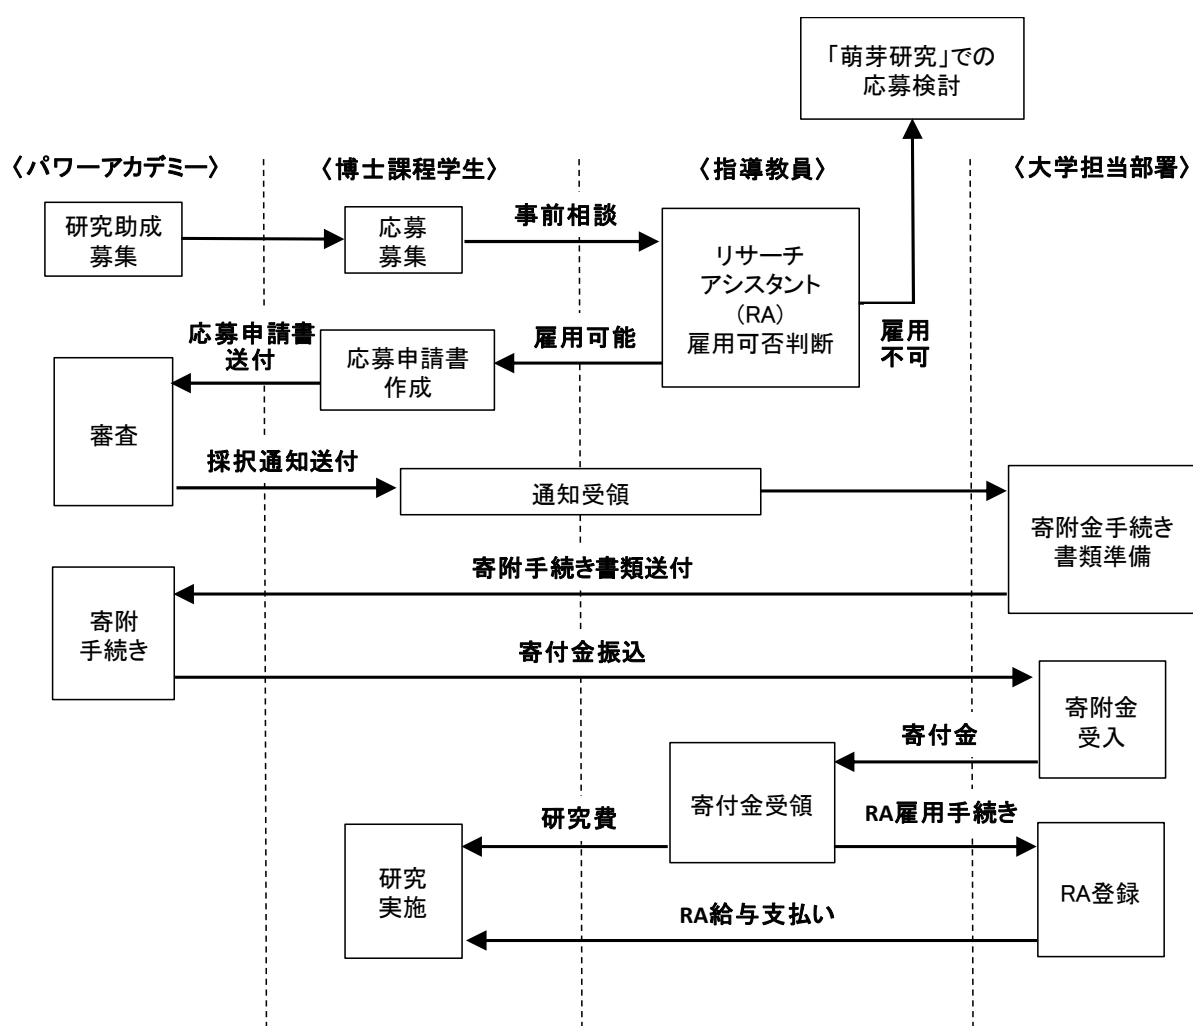 「萌芽研究」での
応募検討
〈パワーアカデミー〉
〈博士課程学生〉
〈指導教員〉
〈大学担当部署〉
研究助成
募集
応募
募集
事前相談
リサーチ
アシスタント
(RA)
雇用可否判断
雇用
不可
応募申請書
送付
応募申請書
作成
雇用可能
審査
採択通知送付
通知受領
寄附金手続き
書類準備
寄附手続き書類送付
寄附
手続き
寄付金振込
寄附金
受入
寄付金
寄付金受領
研究費
RA雇用手続き
研究
実施
RA登録
RA給与支払い